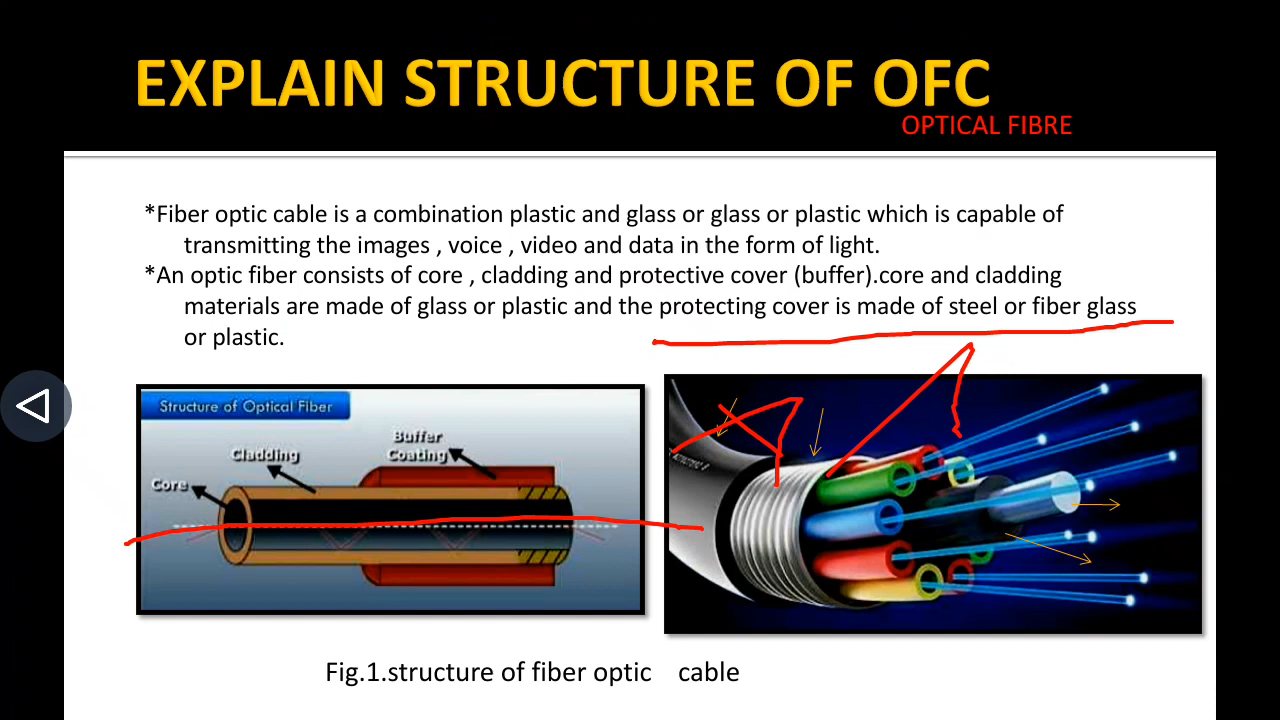 EXPLAIN STRUCTURE OF OFC
OPTICAL FIBRE
*Fiber optic cable is a combination plastic and glass or glass or plastic which is capable of
transmitting the images , voice , video and data in the form of light.
*An optic fiber consists of core , cladding and protective cover (buffer).core and cladding
materials are made of glass or plastic and the protecting cover is made of steel or fiber glass
or plastic.
Structure of Optical Fiber
Buffer
Coating
Cladding
Core
Fig.1.structure of fiber optic cable